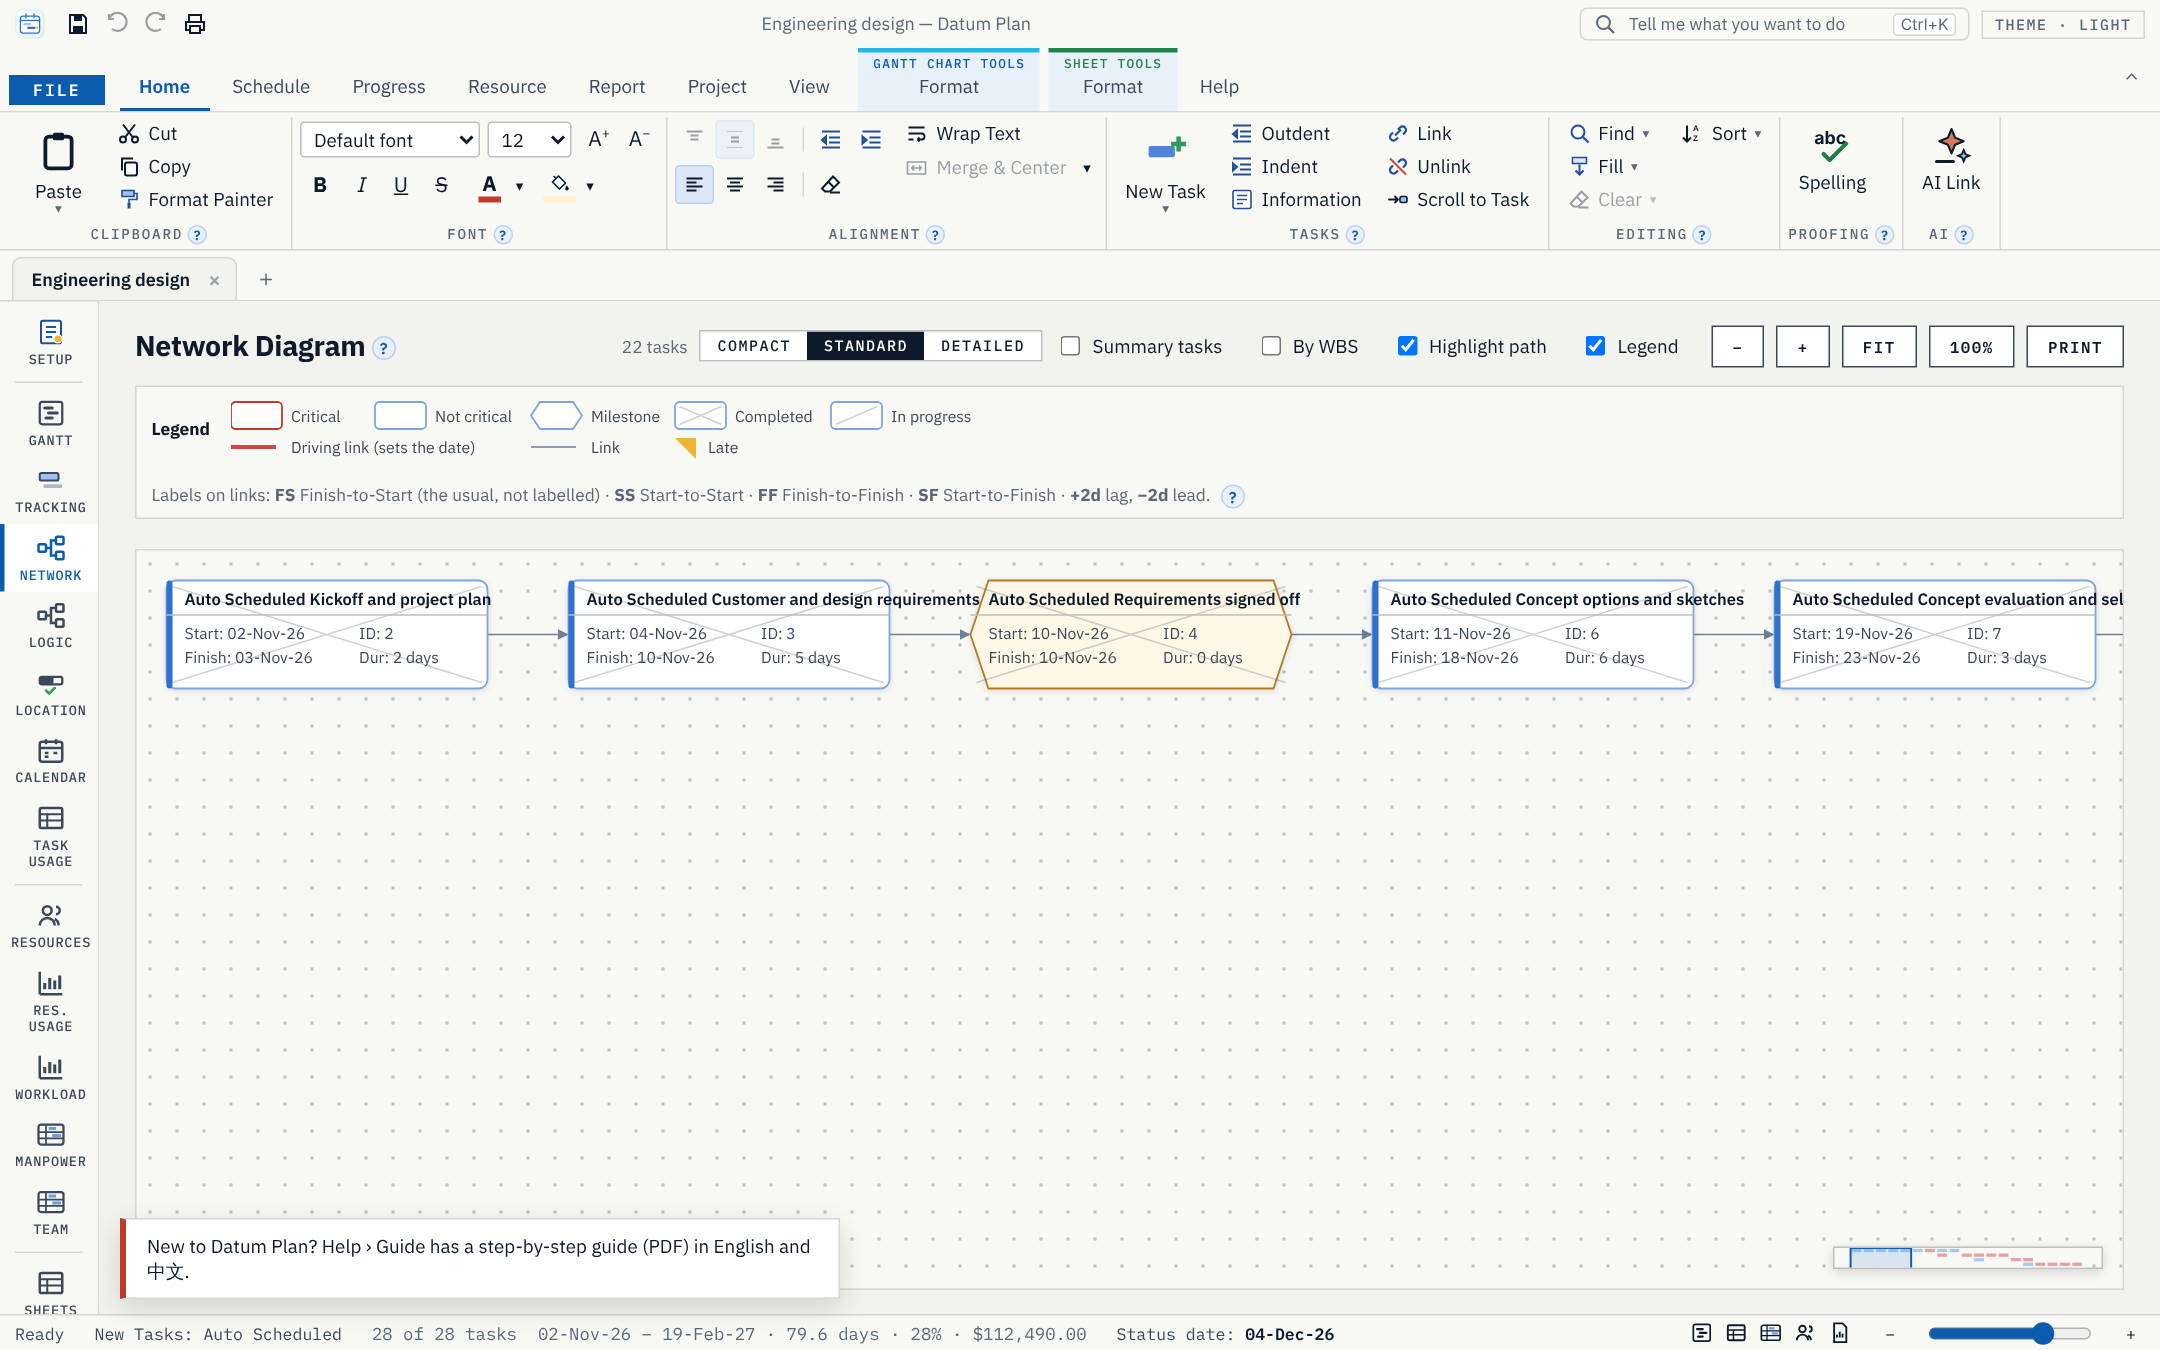 Engineering design — Datum Plan
Tell me what you want to do
Ctrl+K
THEME · LIGHT
GANTT CHART TOOLS
SHEET TOOLS
FILE
Home
Schedule
Progress
Resource
Report
Project
View
Format
Format
Help
Paste
Cut
Copy
Format Painter
CLIPBOARD ?
Default font
12
A+
A−
B
I
U
S
A
FONT ?
Wrap Text
Merge & Center
ALIGNMENT ?
New Task
Outdent
Indent
Information
Link
Unlink
Scroll to Task
TASKS ?
Find
Sort
Fill
Clear
EDITING ?
abc
Spelling
PROOFING ?
AI Link
AI ?
Engineering design ×
+
SETUP
GANTT
TRACKING
NETWORK
LOGIC
LOCATION
CALENDAR
TASK
USAGE
RESOURCES
RES.
USAGE
WORKLOAD
MANPOWER
TEAM
SHEETS
Network Diagram ?
22 tasks
COMPACT
STANDARD
DETAILED
Summary tasks
By WBS
Highlight path
Legend
−
+
FIT
100%
PRINT
Legend
Critical
Not critical
Milestone
Completed
In progress
Driving link (sets the date)
Link
Late
Labels on links: FS Finish-to-Start (the usual, not labelled) · SS Start-to-Start · FF Finish-to-Finish · SF Start-to-Finish · +2d lag, −2d lead. ?
Auto Scheduled Kickoff and project plan
Start: 02-Nov-26 ID: 2
Finish: 03-Nov-26 Dur: 2 days
Auto Scheduled Customer and design requirements
Start: 04-Nov-26 ID: 3
Finish: 10-Nov-26 Dur: 5 days
Auto Scheduled Requirements signed off
Start: 10-Nov-26 ID: 4
Finish: 10-Nov-26 Dur: 0 days
Auto Scheduled Concept options and sketches
Start: 11-Nov-26 ID: 6
Finish: 18-Nov-26 Dur: 6 days
Auto Scheduled Concept evaluation and sel
Start: 19-Nov-26 ID: 7
Finish: 23-Nov-26 Dur: 3 days
New to Datum Plan? Help › Guide has a step-by-step guide (PDF) in English and
中文.
Ready
New Tasks: Auto Scheduled
28 of 28 tasks
02-Nov-26 – 19-Feb-27 · 79.6 days · 28% · $112,490.00
Status date: 04-Dec-26
−
+